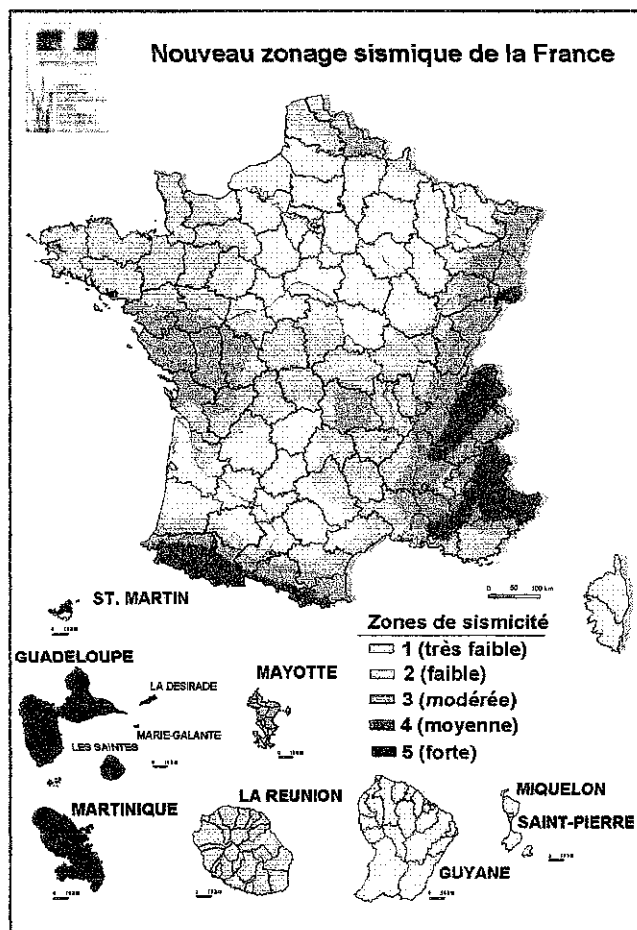 Nouveau zonage sismique de la France
0 50 100 km
ST. MARTIN
Zones de sismicité
1 (très faible)
2 (faible)
3 (modérée)
4 (moyenne)
5 (forte)
GUADELOUPE
LA DESIRADE
MARIE-GALANTE
LES SAINTES
MAYOTTE
MARTINIQUE
LA REUNION
GUYANE
MIQUELON
SAINT-PIERRE